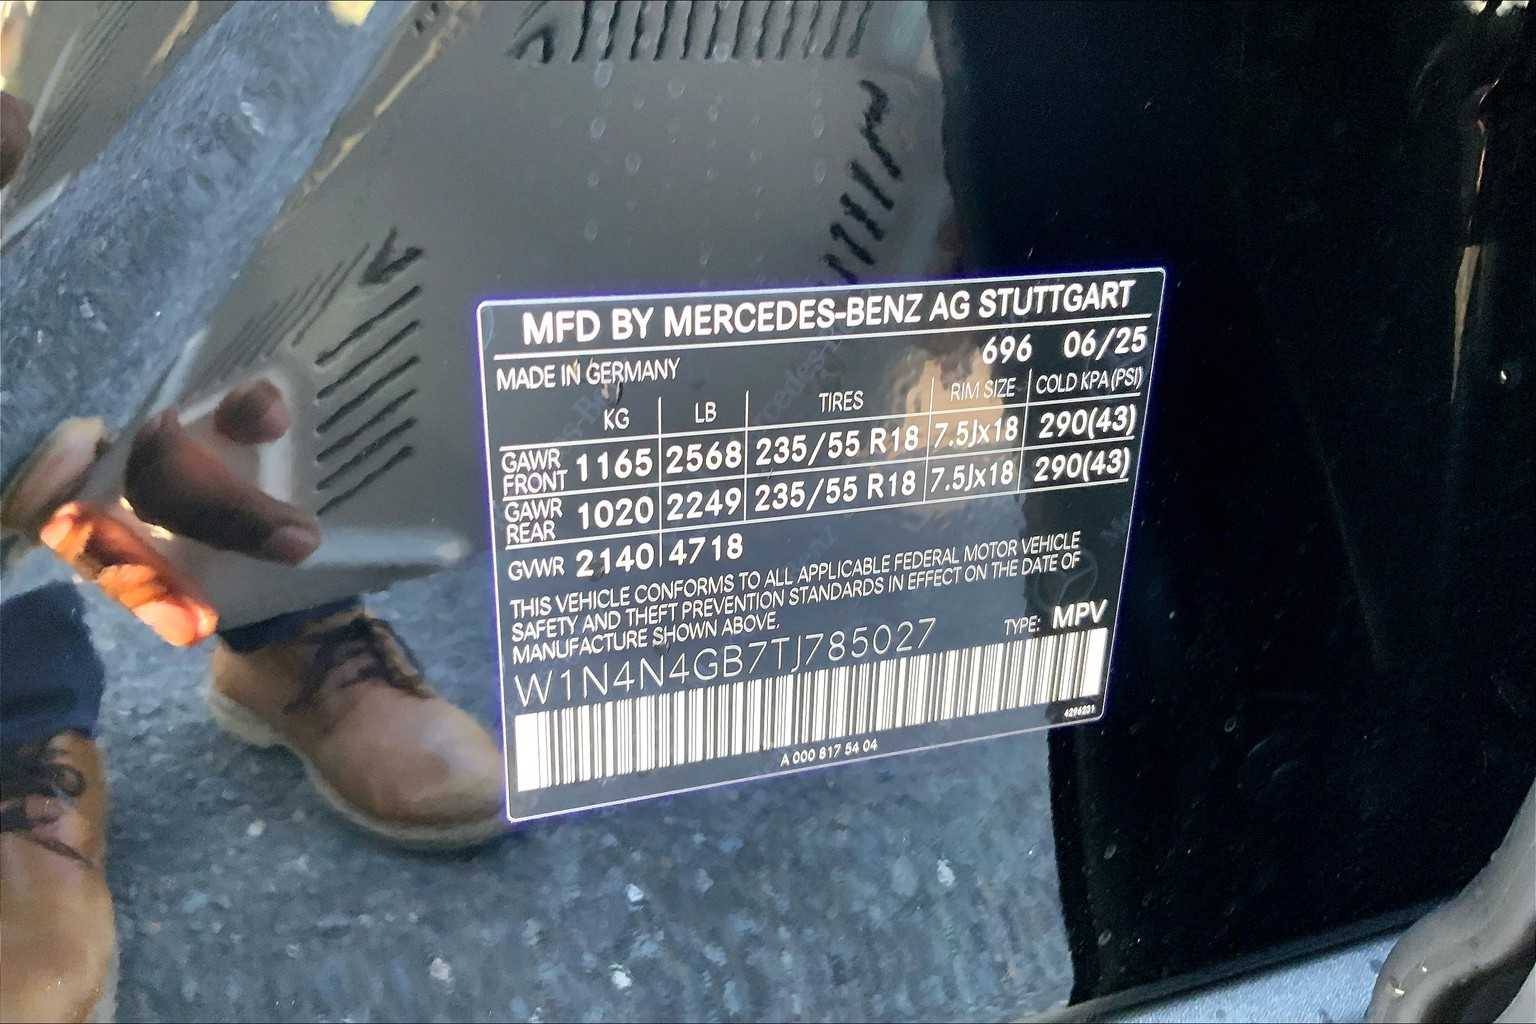 MFD BY MERCEDES-BENZ AG STUTTGART
696 06/25
MADE IN GERMANY
KG LB TIRES RIM SIZE COLD KPA (PSI)
GAWR FRONT 1165 2568 235/55 R18 7.5Jx18 290(43)
GAWR REAR 1020 2249 235/55 R18 7.5Jx18 290(43)
GVWR 2140 4718
THIS VEHICLE CONFORMS TO ALL APPLICABLE FEDERAL MOTOR VEHICLE
SAFETY AND THEFT PREVENTION STANDARDS IN EFFECT ON THE DATE OF
MANUFACTURE SHOWN ABOVE.
W1N4N4GB7TJ785027 TYPE: MPV
4296231
A 000 817 54 04